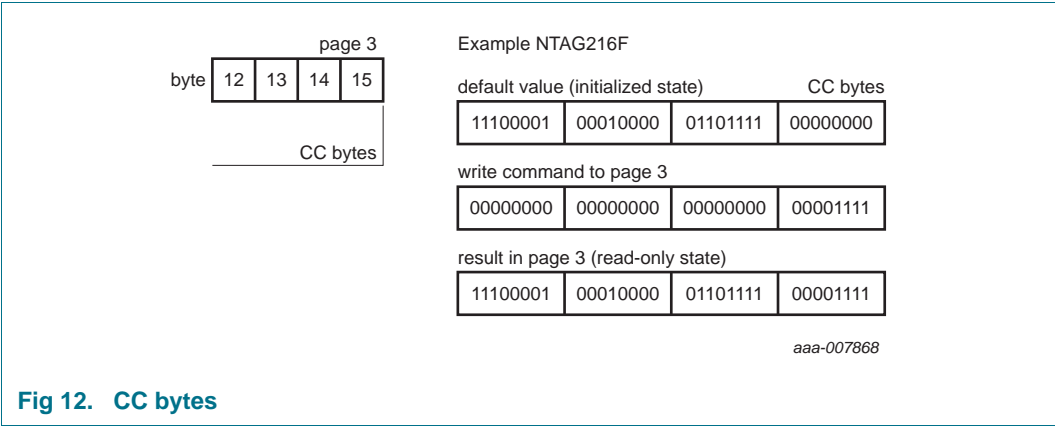 page 3
byte 12 13 14 15
CC bytes
Example NTAG216F
default value (initialized state) CC bytes
11100001 00010000 01101111 00000000
write command to page 3
00000000 00000000 00000000 00001111
result in page 3 (read-only state)
11100001 00010000 01101111 00001111
aaa-007868
Fig 12. CC bytes